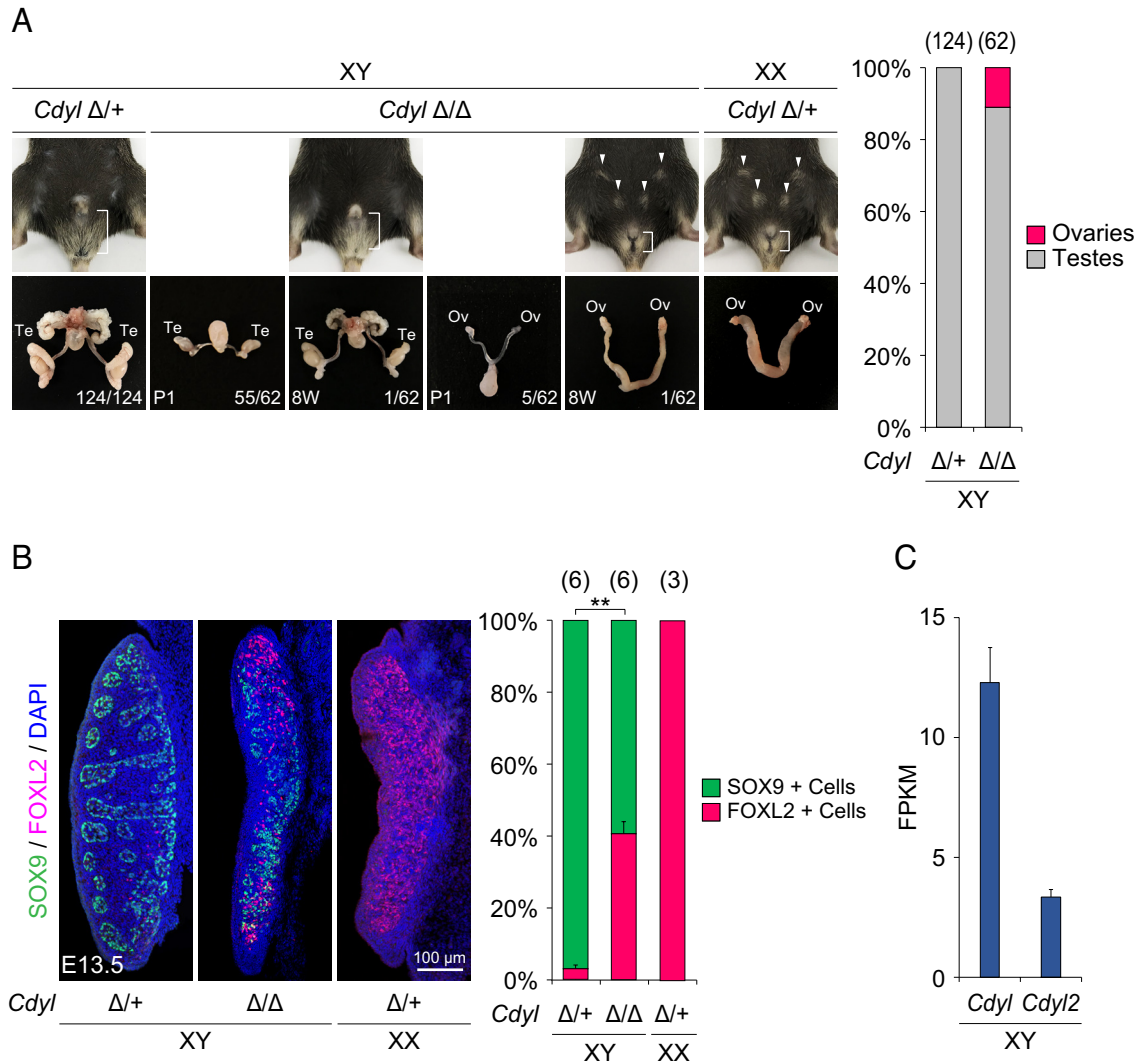 A
XY
XX
Cdyl Δ/+
Cdyl Δ/Δ
Cdyl Δ/+
Te
Te
124/124
Te
Te
P1
55/62
Te
Te
8W
1/62
Ov
Ov
P1
5/62
Ov
Ov
8W
1/62
Ov
Ov
(124) (62)
100%
80%
60%
40%
20%
0%
Ovaries
Testes
Cdyl Δ/+ Δ/Δ
XY
B
SOX9 / FOXL2 / DAPI
E13.5
100 µm
Cdyl Δ/+ Δ/Δ Δ/+
XY XX
(6) (6) (3)
**
100%
80%
60%
40%
20%
0%
SOX9 + Cells
FOXL2 + Cells
Cdyl Δ/+ Δ/Δ Δ/+
XY XX
C
FPKM
15
10
5
0
Cdyl Cdyl2
XY